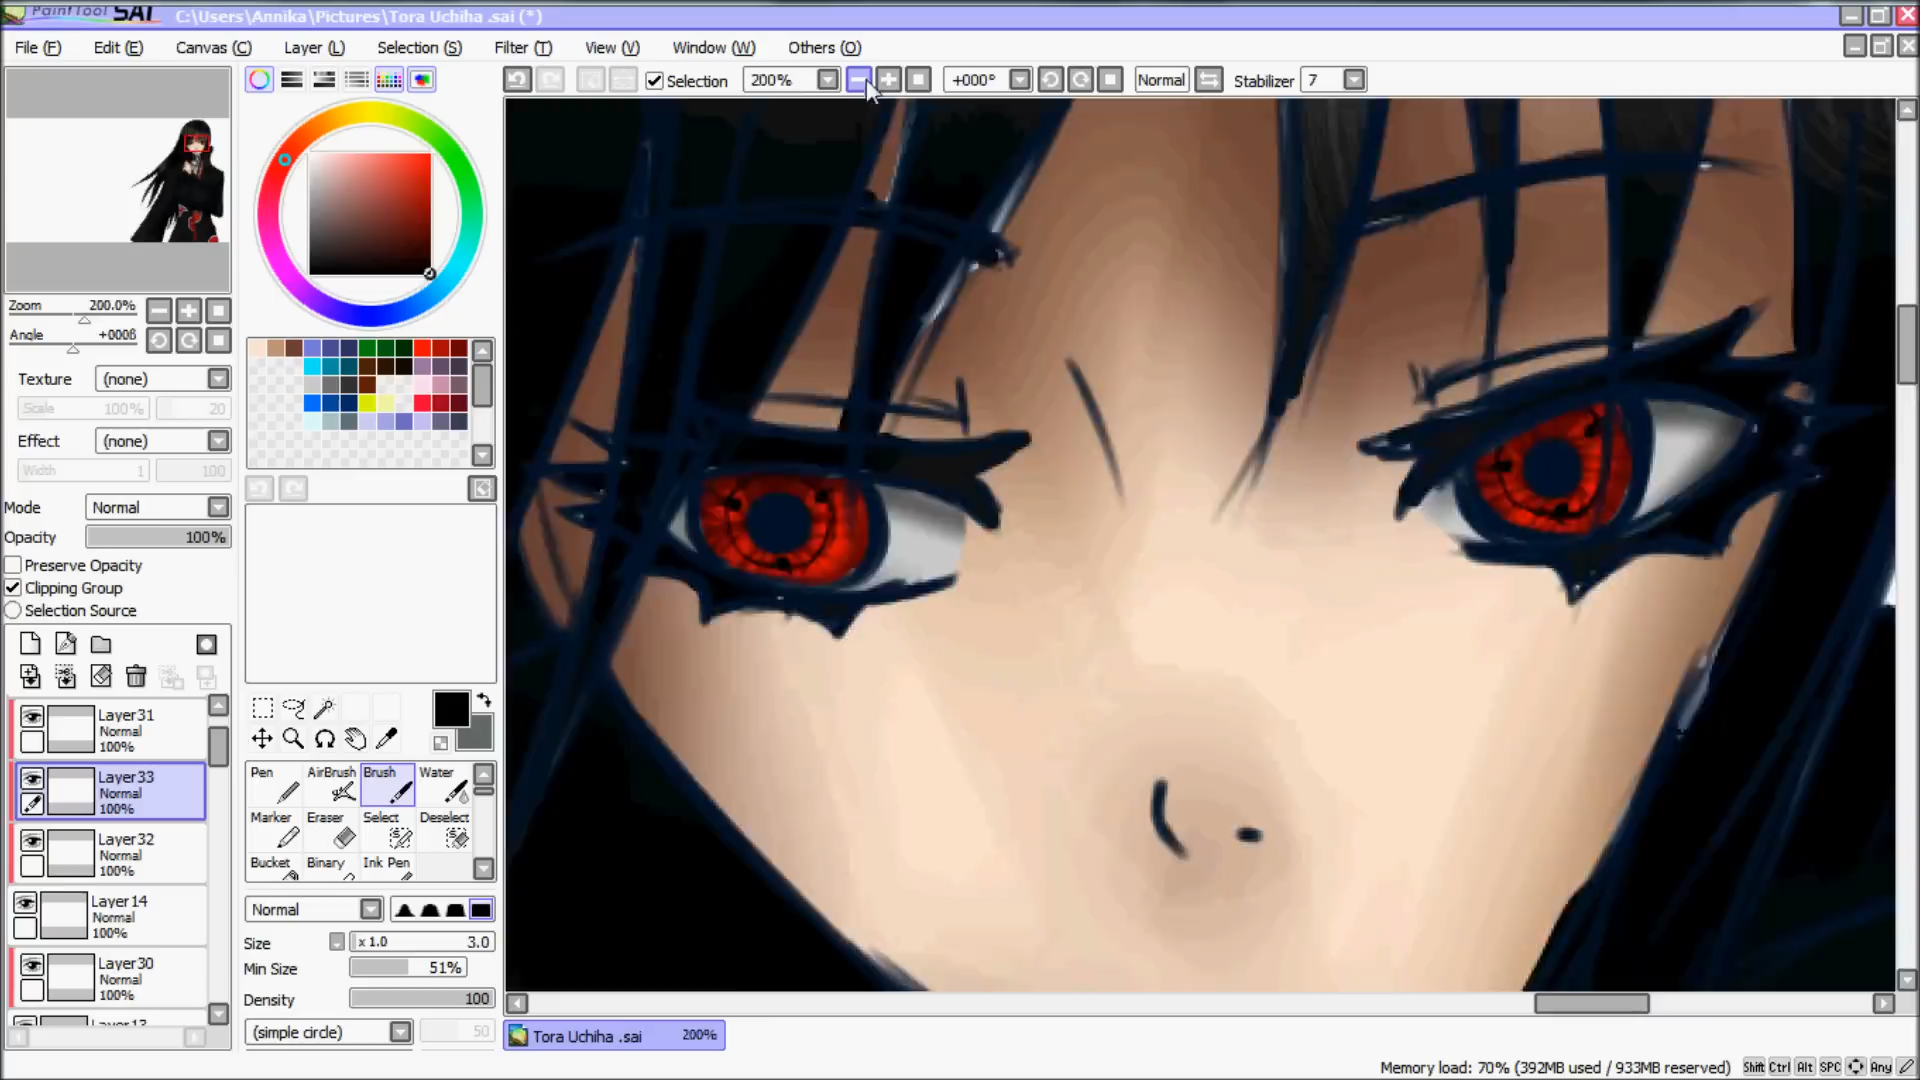 PaintTool SAI C:\Users\Annika\Pictures\Tora Uchiha .sai (*)
File (F) Edit (E) Canvas (C) Layer (L) Selection (S) Filter (T) View (V) Window (W) Others (O)
Selection 200% +000° Normal Stabilizer 7
Zoom 200.0%
Angle +000ß
Texture (none)
Scale 100% 20
Effect (none)
Width 1 100
Mode Normal
Opacity 100%
Preserve Opacity
Clipping Group
Selection Source
Layer31
Normal
100%
Layer33
Normal
100%
Layer32
Normal
100%
Layer14
Normal
100%
Layer30
Normal
100%
Layer13
Pen AirBrush Brush Water
Marker Eraser Select Deselect
Bucket Binary Ink Pen
Normal
Size x 1.0 3.0
Min Size 51%
Density 100
(simple circle) 50
Tora Uchiha .sai 200%
Memory load: 70% (392MB used / 933MB reserved) Shift Ctrl Alt SPC Any